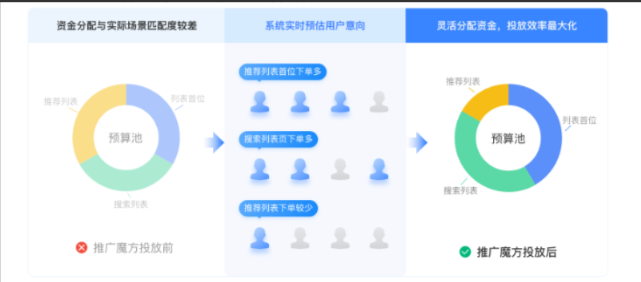 资金分配与实际场景匹配度较差
系统实时预估用户意向
灵活分配资金，投放效率最大化
推荐列表
列表首位
预算池
搜索列表
推广魔方投放前
推荐列表首位下单多
搜索列表页下单多
推荐列表下单较少
推荐列表
列表首位
预算池
搜索列表
推广魔方投放后